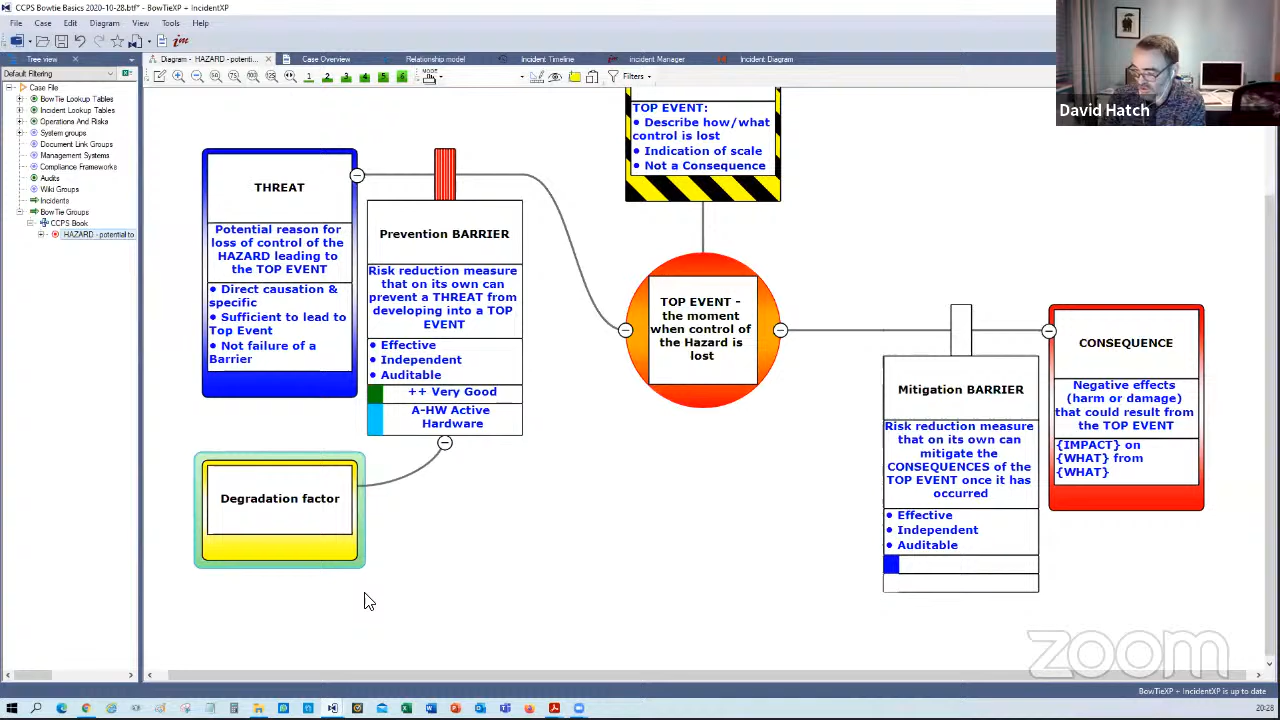 CCPS Bowtie Basics 2020-10-28.btf* - BowTieXP + IncidentXP
File Case Edit Diagram View Tools Help
Tree view
Diagram - HAZARD - potenti...
Case Overview
Relationship model
Incident Timeline
Incident Manager
Incident Diagram
Default Filtering
Filters
Case File
BowTie Lookup Tables
Incident Lookup Tables
Operations And Risks
System groups
Document Link Groups
Management Systems
Compliance Frameworks
Audits
Wiki Groups
Incidente
BowTie Groups
CCPS Book
HAZARD - potential to
David Hatch
TOP EVENT:
• Describe how/what
control is lost
• Indication of scale
• Not a Consequence
THREAT
Potential reason for
loss of control of the
HAZARD leading to
the TOP EVENT
• Direct causation &
specific
• Sufficient to lead to
Top Event
• Not failure of a
Barrier
Prevention BARRIER
Risk reduction measure
that on its own can
prevent a THREAT from
developing into a TOP
EVENT
• Effective
• Independent
• Auditable
++ Very Good
A-HW Active
Hardware
Degradation factor
TOP EVENT -
the moment
when control of
the Hazard is
lost
Mitigation BARRIER
Risk reduction measure
that on its own can
mitigate the
CONSEQUENCES of the
TOP EVENT once it has
occurred
• Effective
• Independent
• Auditable
CONSEQUENCE
Negative effects
(harm or damage)
that could result from
the TOP EVENT
{IMPACT} on
{WHAT} from
{WHAT}
zoom
BowTieXP + IncidentXP is up to date
20:28